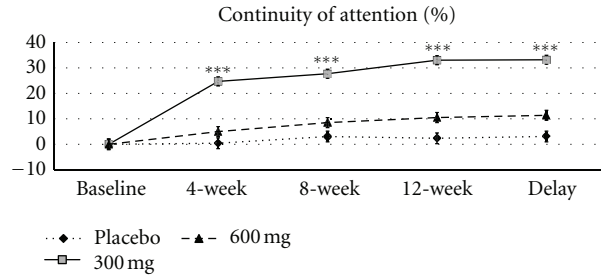 Continuity of attention (%)
40
30
20
10
0
−10
*** *** *** ***
Baseline 4-week 8-week 12-week Delay
Placebo 600 mg
300 mg